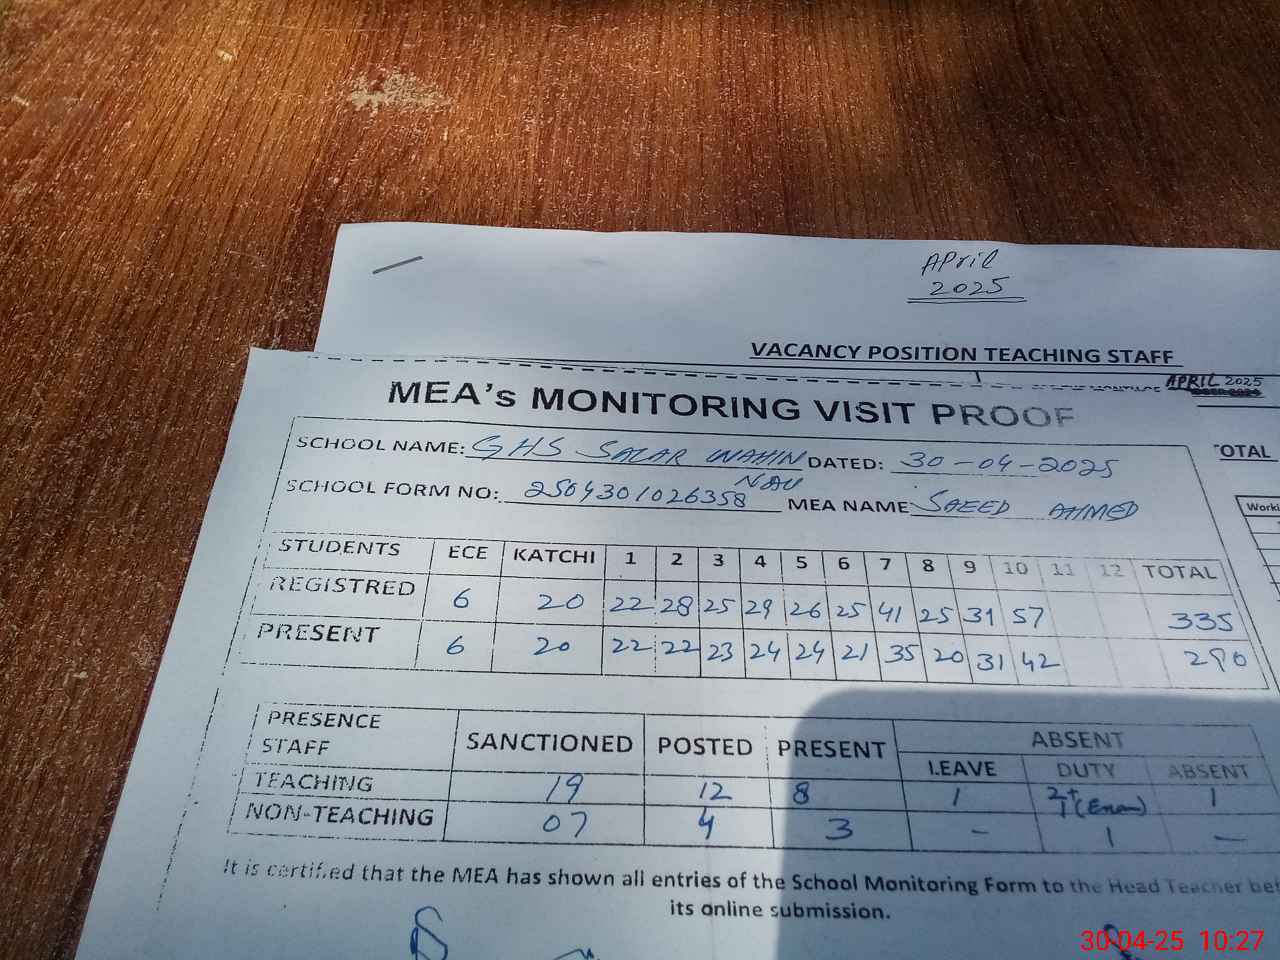 APril
2025
VACANCY POSITION TEACHING STAFF
APRIL 2025
MEA's MONITORING VISIT PROOF
TOTAL
SCHOOL NAME: GHS SALAR WAHIN DATED: 30-04-2025
NAU
SCHOOL FORM NO: 2504301026358 MEA NAME SAEED AHMED
Worki
STUDENTS ECE KATCHI 1 2 3 4 5 6 7 8 9 10 11 12 TOTAL
REGISTRED 6 20 22 28 25 29 26 25 41 25 31 57 335
PRESENT 6 20 22 22 23 24 24 21 35 20 31 42 290
PRESENCE STAFF SANCTIONED POSTED PRESENT ABSENT
LEAVE DUTY ABSENT
TEACHING 19 12 8 1 2+1 (Exam) 1
NON-TEACHING 07 4 3 - 1 -
It is certified that the MEA has shown all entries of the School Monitoring Form to the Head Teacher bef
its online submission.
30-04-25 10:27